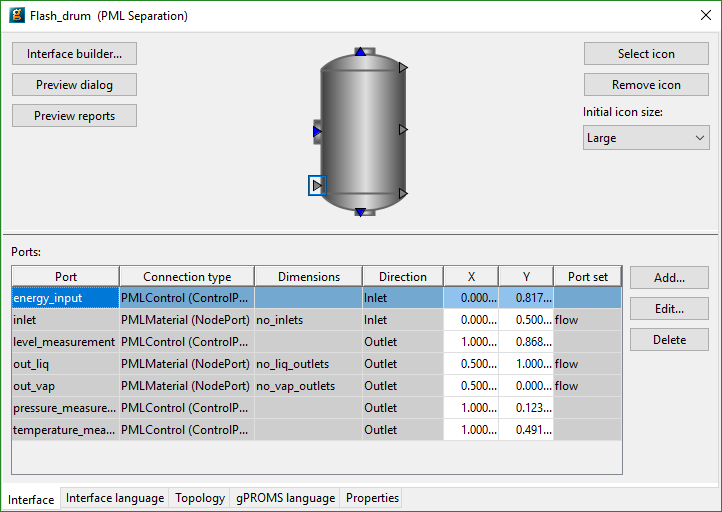 Flash_drum (PML Separation)
Interface builder...
Select icon
Preview dialog
Remove icon
Preview reports
Initial icon size:
Large
Ports:
Port Connection type Dimensions Direction X Y Port set
energy_input PMLControl (ControlP... Inlet 0.000... 0.817...
inlet PMLMaterial (NodePort) no_inlets Inlet 0.000... 0.500... flow
level_measurement PMLControl (ControlP... Outlet 1.000... 0.868...
out_liq PMLMaterial (NodePort) no_liq_outlets Outlet 0.500... 1.000... flow
out_vap PMLMaterial (NodePort) no_vap_outlets Outlet 0.500... 0.000... flow
pressure_measure... PMLControl (ControlP... Outlet 1.000... 0.123...
temperature_mea... PMLControl (ControlP... Outlet 1.000... 0.491...
Add...
Edit...
Delete
Interface Interface language Topology gPROMS language Properties